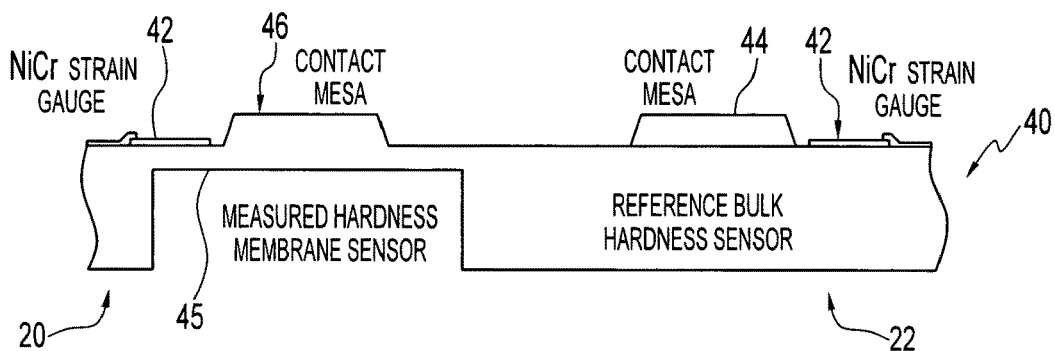 42
46
44
42
NiCr STRAIN
GAUGE
CONTACT
MESA
CONTACT
MESA
NiCr STRAIN
GAUGE
40
MEASURED HARDNESS
MEMBRANE SENSOR
REFERENCE BULK
HARDNESS SENSOR
20
45
22